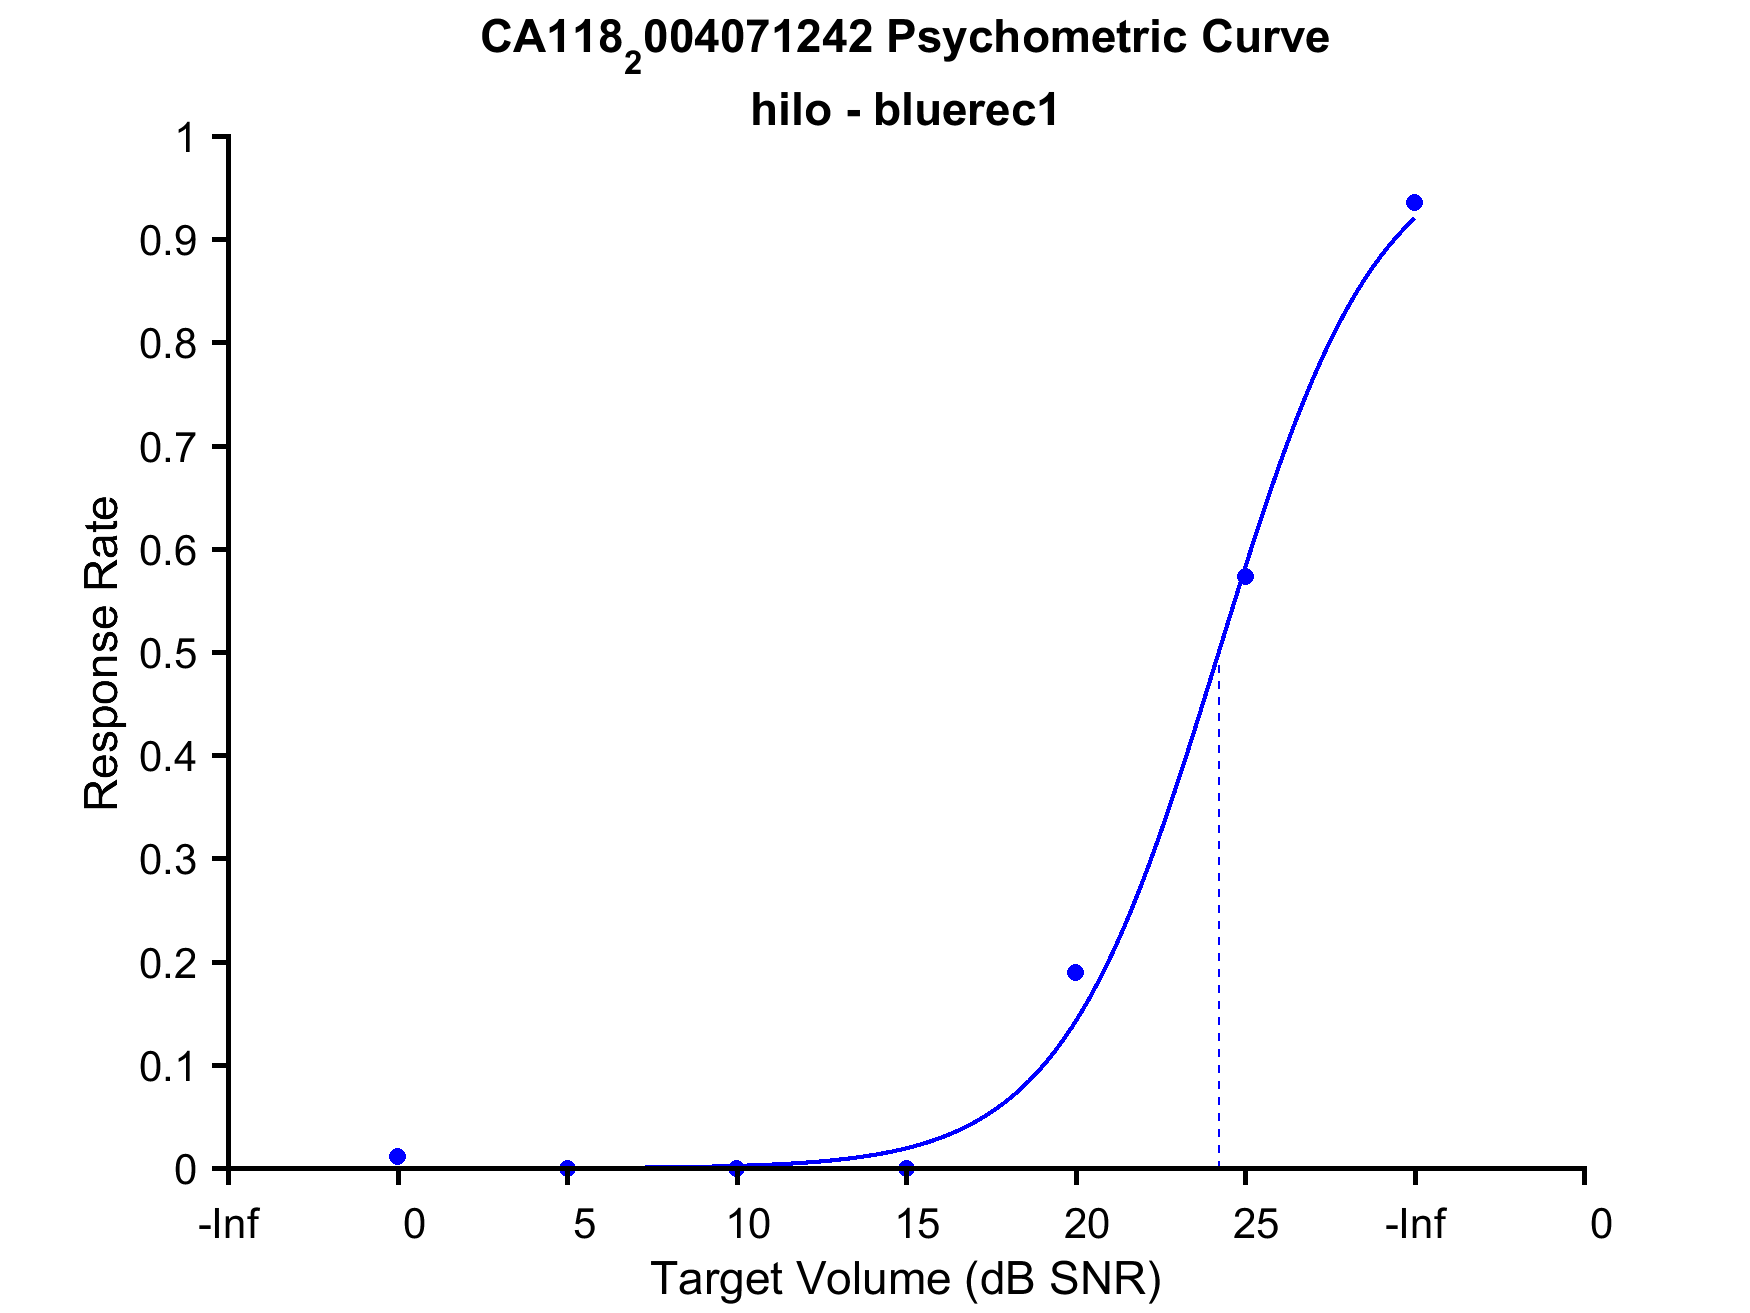 CA118₂004071242 Psychometric Curve
hilo - bluerec1
1
0.9
0.8
0.7
0.6
0.5
0.4
0.3
0.2
0.1
0
Response Rate
-Inf 0 5 10 15 20 25 -Inf 0
Target Volume (dB SNR)